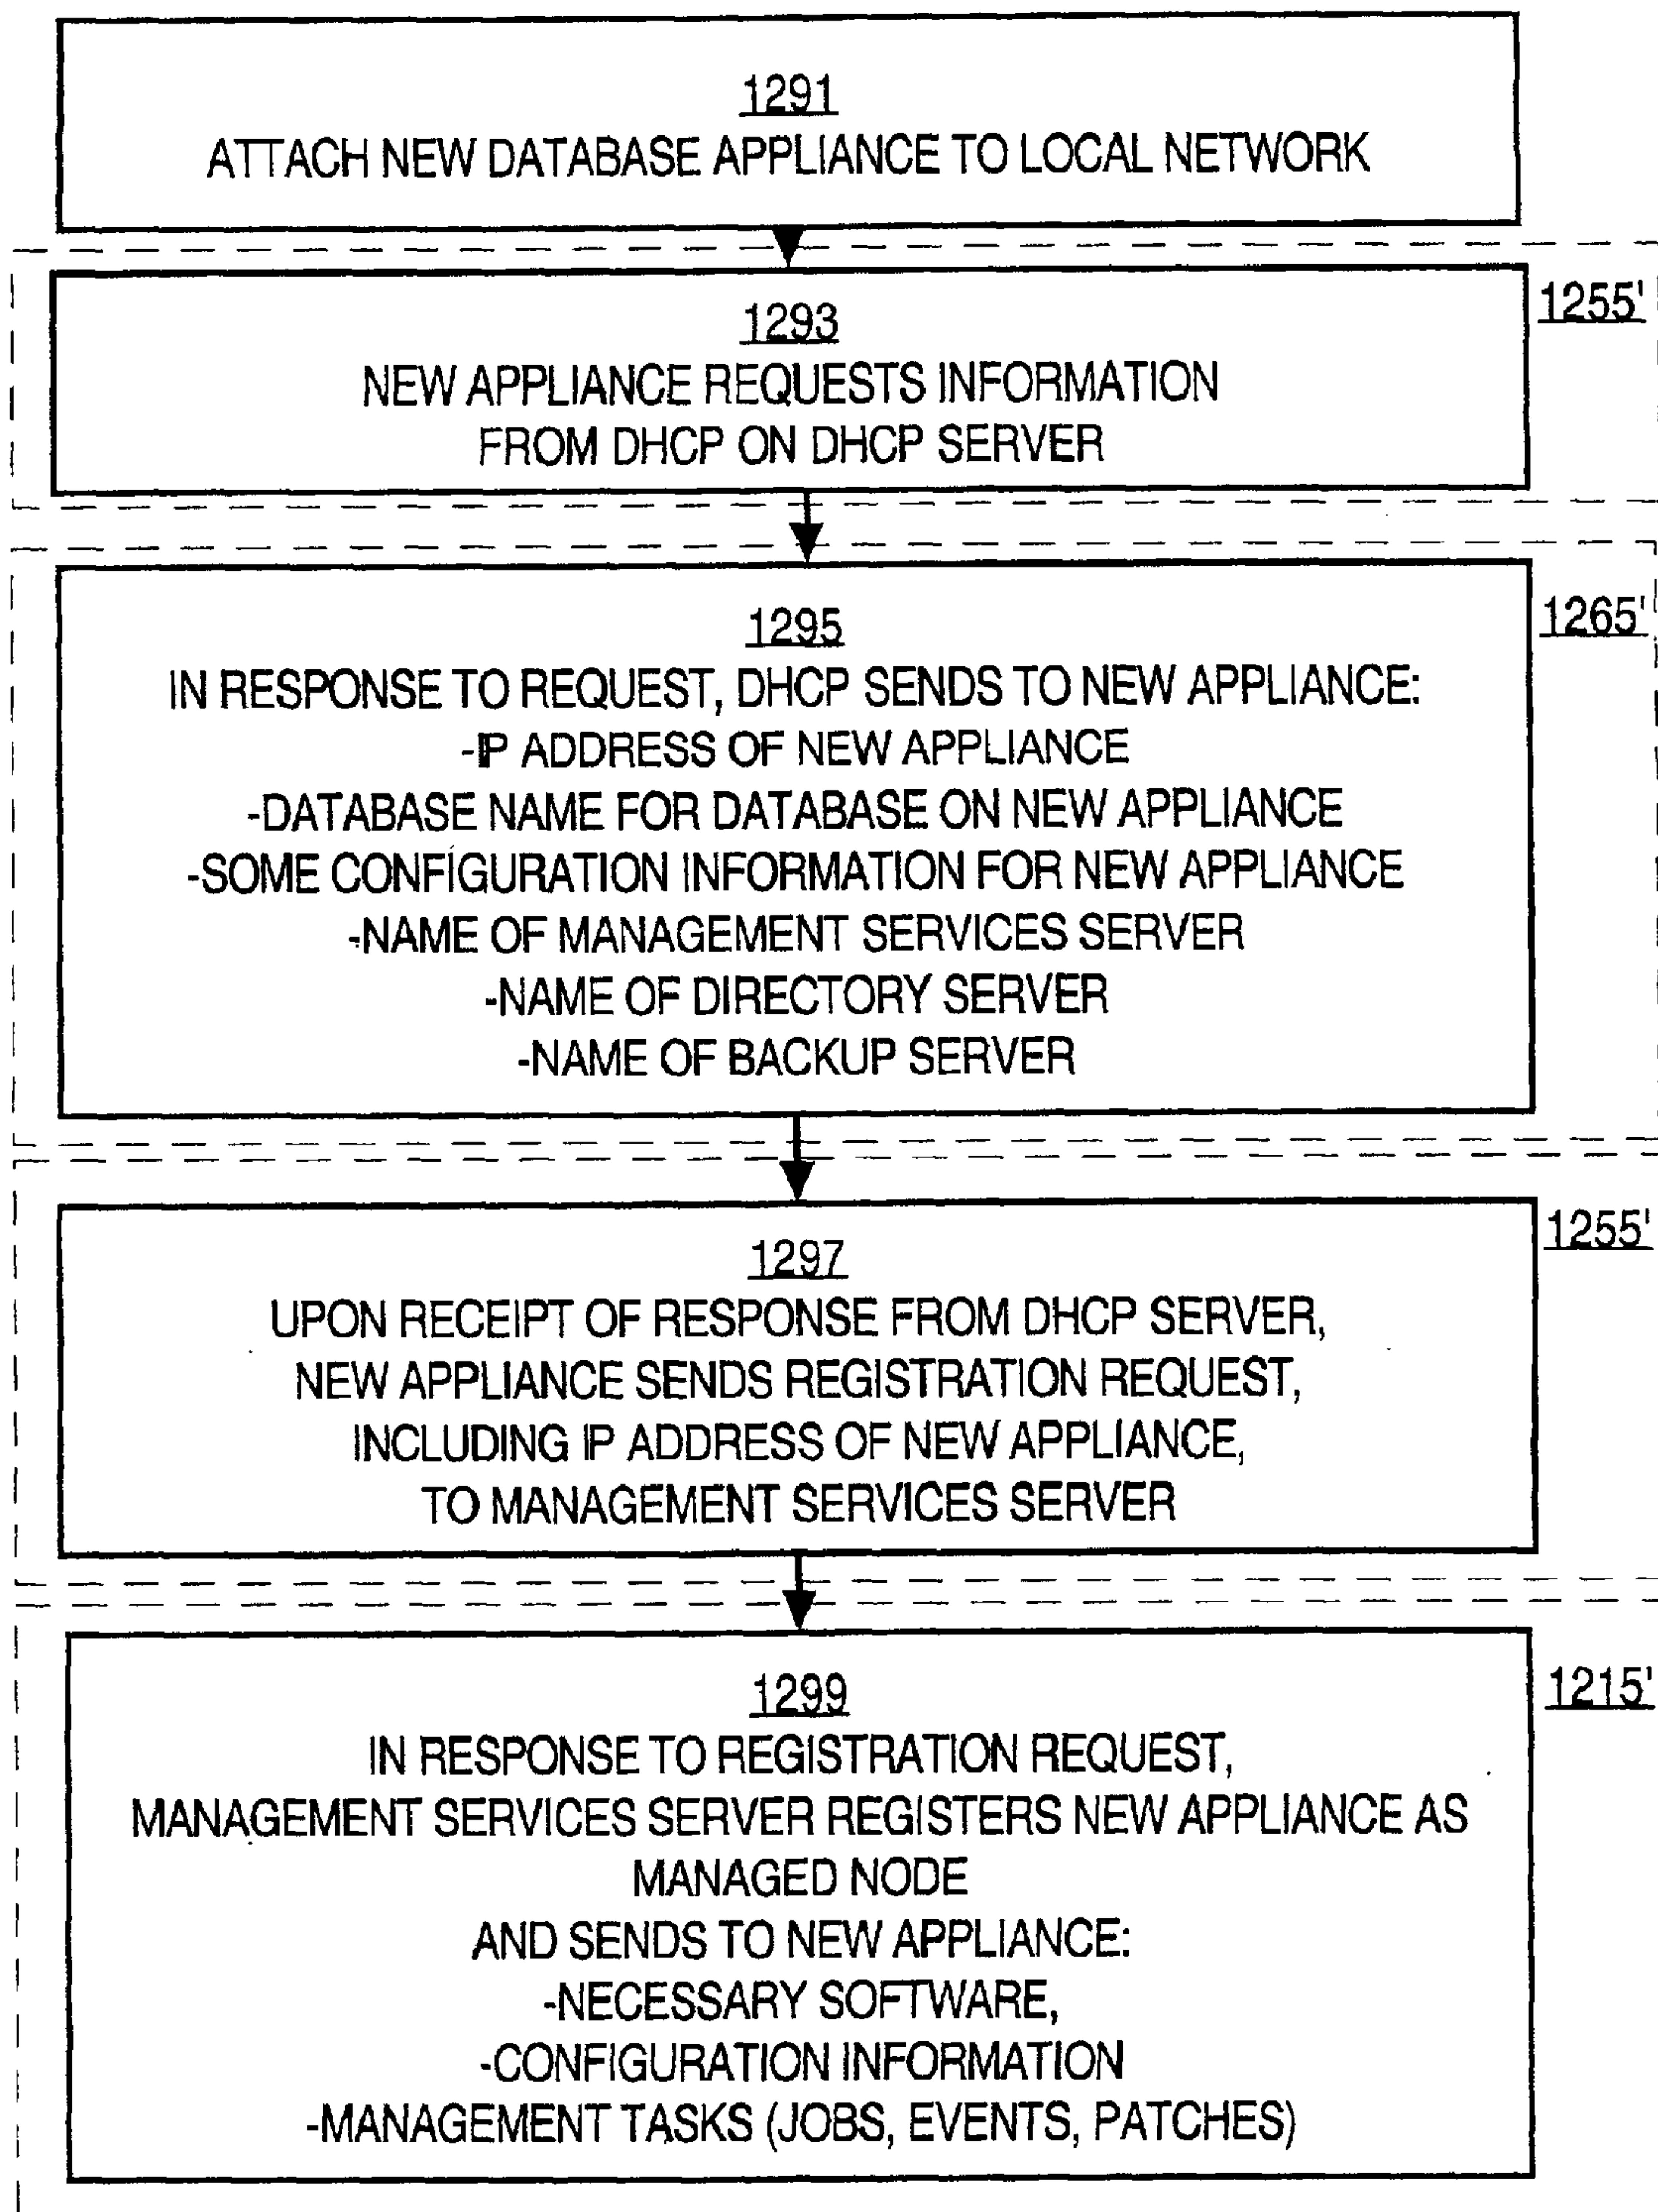 1291
ATTACH NEW DATABASE APPLIANCE TO LOCAL NETWORK
1255'
1293
NEW APPLIANCE REQUESTS INFORMATION
FROM DHCP ON DHCP SERVER
1265'
1295
IN RESPONSE TO REQUEST, DHCP SENDS TO NEW APPLIANCE:
-IP ADDRESS OF NEW APPLIANCE
-DATABASE NAME FOR DATABASE ON NEW APPLIANCE
-SOME CONFIGURATION INFORMATION FOR NEW APPLIANCE
-NAME OF MANAGEMENT SERVICES SERVER
-NAME OF DIRECTORY SERVER
-NAME OF BACKUP SERVER
1255'
1297
UPON RECEIPT OF RESPONSE FROM DHCP SERVER,
NEW APPLIANCE SENDS REGISTRATION REQUEST,
INCLUDING IP ADDRESS OF NEW APPLIANCE,
TO MANAGEMENT SERVICES SERVER
1215'
1299
IN RESPONSE TO REGISTRATION REQUEST,
MANAGEMENT SERVICES SERVER REGISTERS NEW APPLIANCE AS
MANAGED NODE
AND SENDS TO NEW APPLIANCE:
-NECESSARY SOFTWARE,
-CONFIGURATION INFORMATION
-MANAGEMENT TASKS (JOBS, EVENTS, PATCHES)